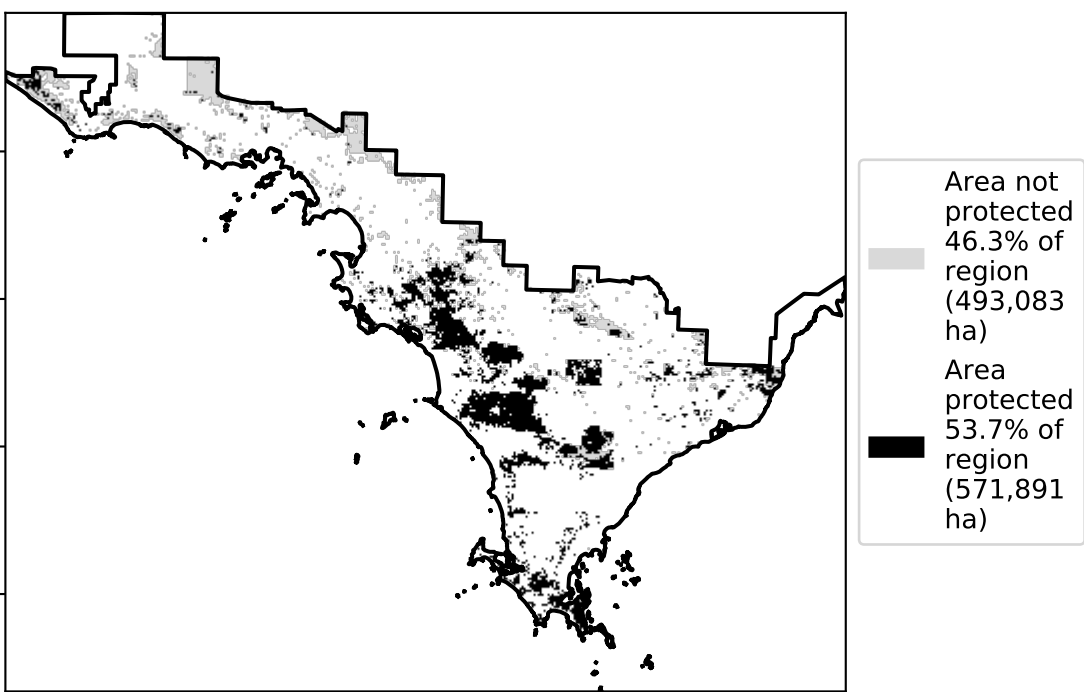 Area not
protected
46.3% of
region
(493,083
ha)
Area
protected
53.7% of
region
(571,891
ha)